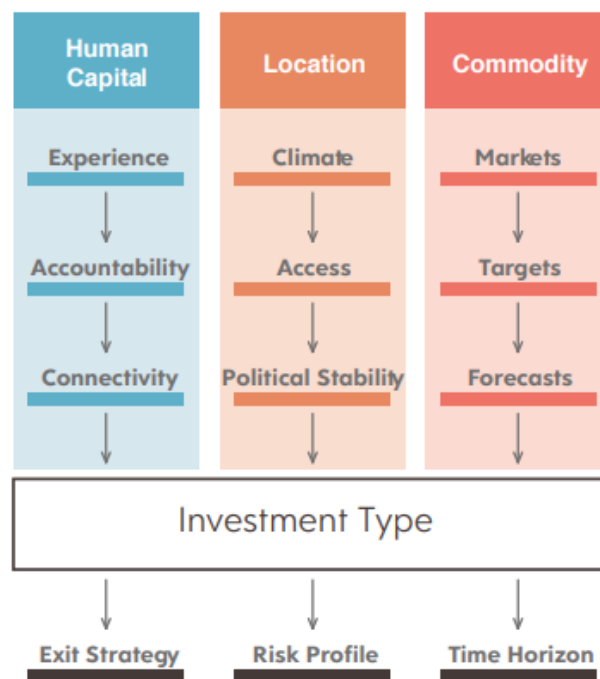 Human
Capital
Location
Commodity
Experience
Climate
Markets
Accountability
Access
Targets
Connectivity
Political Stability
Forecasts
Investment Type
Exit Strategy
Risk Profile
Time Horizon